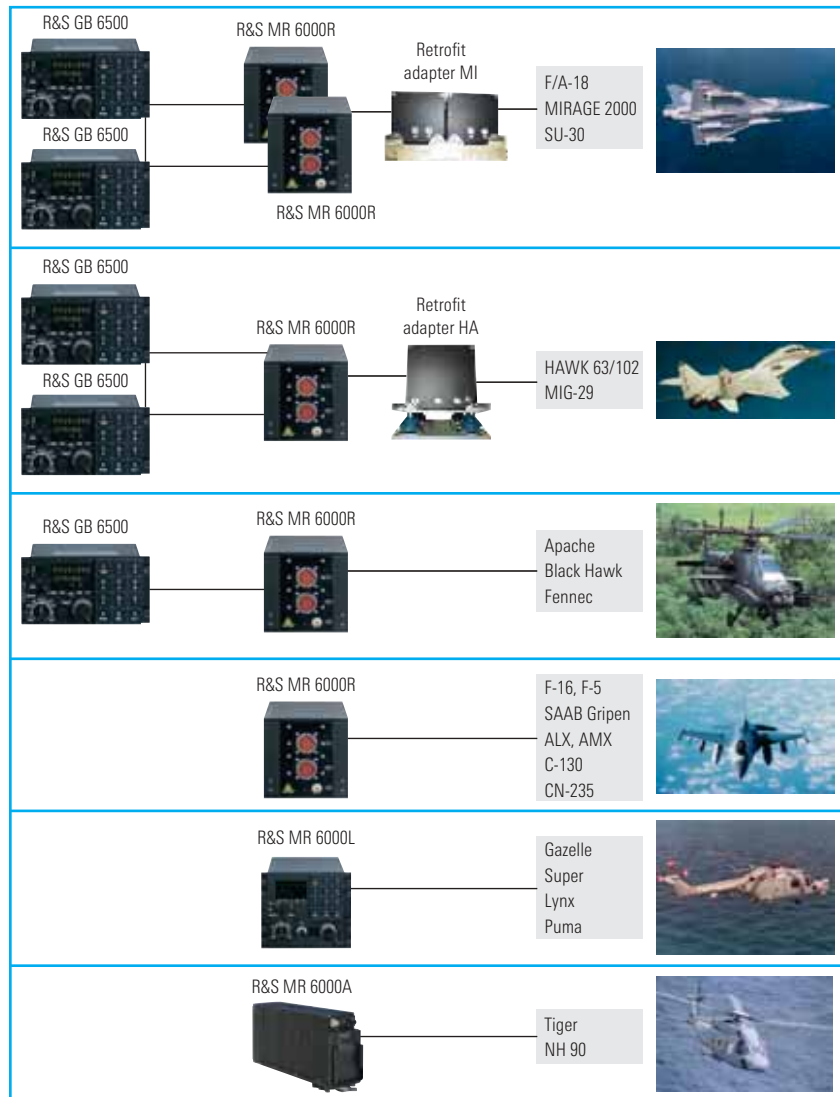 R&S GB 6500
R&S MR 6000R
Retrofit
adapter MI
F/A-18
MIRAGE 2000
SU-30
R&S GB 6500
R&S MR 6000R
R&S GB 6500
R&S MR 6000R
Retrofit
adapter HA
HAWK 63/102
MIG-29
R&S GB 6500
R&S GB 6500
R&S MR 6000R
Apache
Black Hawk
Fennec
R&S MR 6000R
F-16, F-5
SAAB Gripen
ALX, AMX
C-130
CN-235
R&S MR 6000L
Gazelle
Super
Lynx
Puma
R&S MR 6000A
Tiger
NH 90